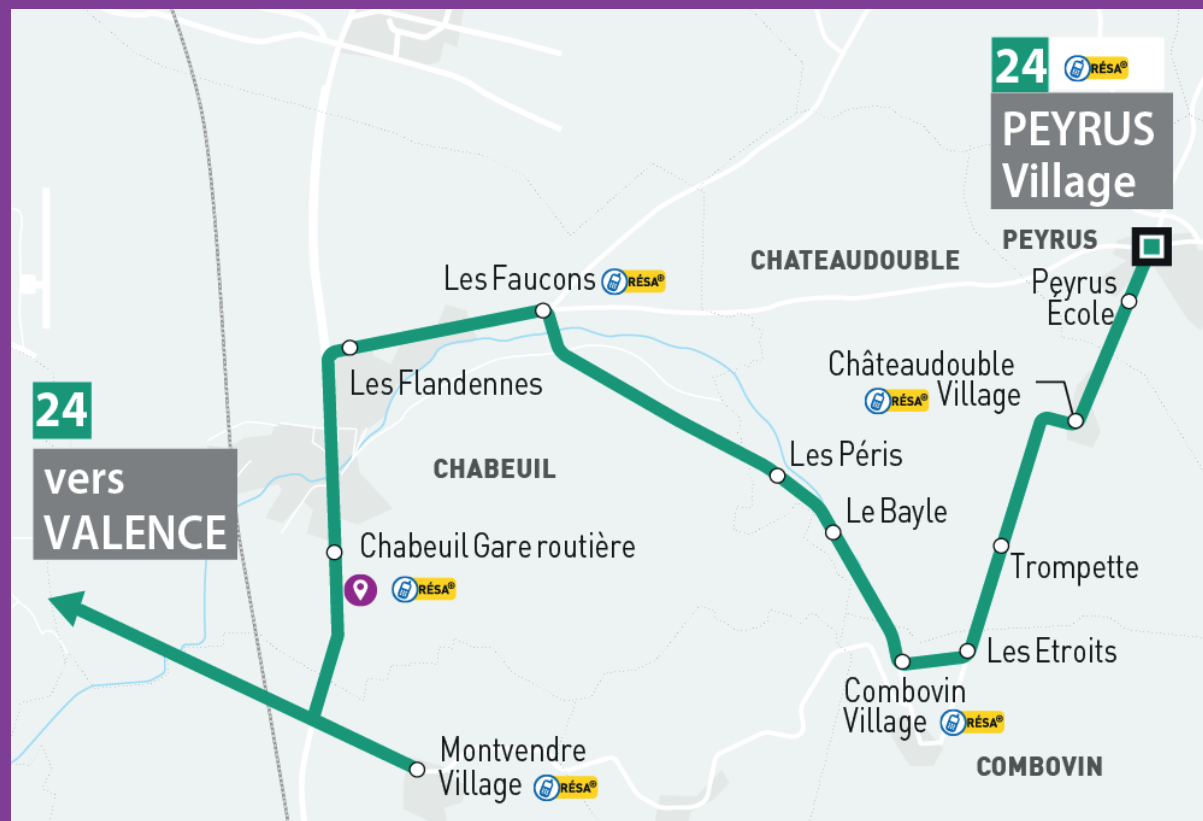 24 RÉSA®
PEYRUS
Village
PEYRUS
CHATEAUDOUBLE
Les Faucons RÉSA®
Peyrus
École
Châteaudouble
RÉSA® Village
Les Flandennes
24
vers
VALENCE
CHABEUIL
Les Péris
Le Bayle
Chabeuil Gare routière
RÉSA®
Trompette
Les Etroits
Combovin
Village RÉSA®
Montvendre
Village RÉSA®
COMBOVIN